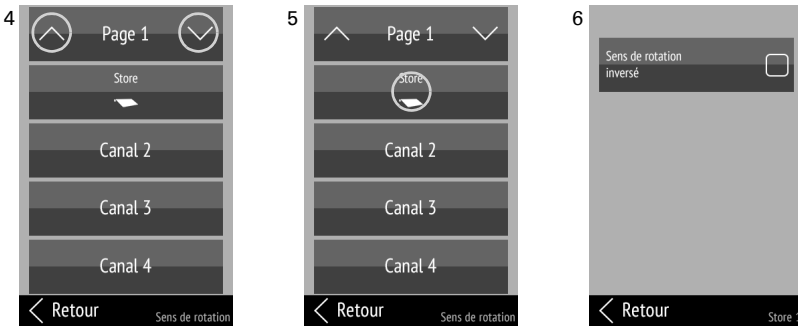 4
Page 1
Store
Canal 2
Canal 3
Canal 4
Retour
Sens de rotation
5
Page 1
Store
Canal 2
Canal 3
Canal 4
Retour
Sens de rotation
6
Sens de rotation
inversé
Retour
Store